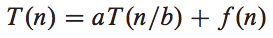 T(n) = aT(n/b) + f(n)